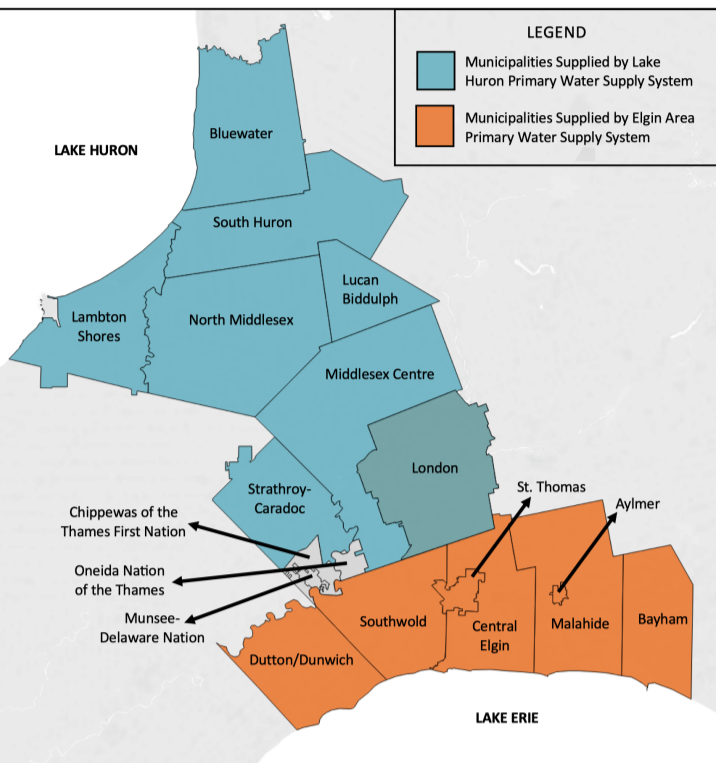 LEGEND
Municipalities Supplied by Lake
Huron Primary Water Supply System
Municipalities Supplied by Elgin Area
Primary Water Supply System
LAKE HURON
Bluewater
South Huron
Lucan
Biddulph
Lambton
Shores
North Middlesex
Middlesex Centre
London
Strathroy-
Caradoc
St. Thomas
Aylmer
Chippewas of the
Thames First Nation
Oneida Nation
of the Thames
Munsee-
Delaware Nation
Southwold
Central
Elgin
Malahide
Bayham
Dutton/Dunwich
LAKE ERIE